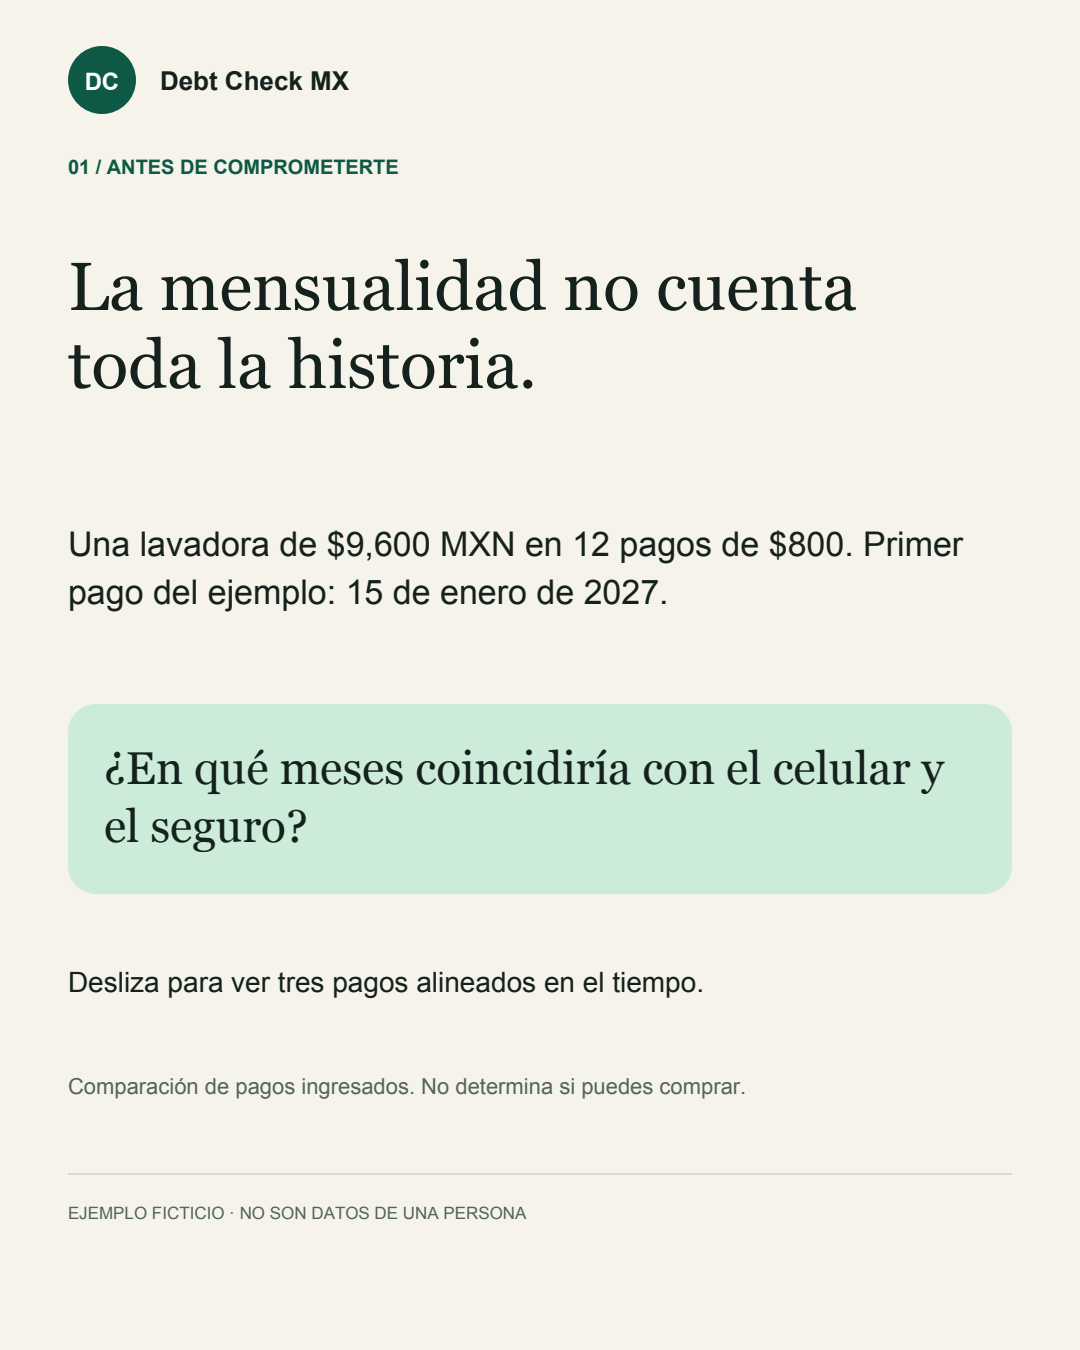 DC
Debt Check MX
01 / ANTES DE COMPROMETERTE
La mensualidad no cuenta
toda la historia.
Una lavadora de $9,600 MXN en 12 pagos de $800. Primer
pago del ejemplo: 15 de enero de 2027.
¿En qué meses coincidiría con el celular y
el seguro?
Desliza para ver tres pagos alineados en el tiempo.
Comparación de pagos ingresados. No determina si puedes comprar.
EJEMPLO FICTICIO · NO SON DATOS DE UNA PERSONA